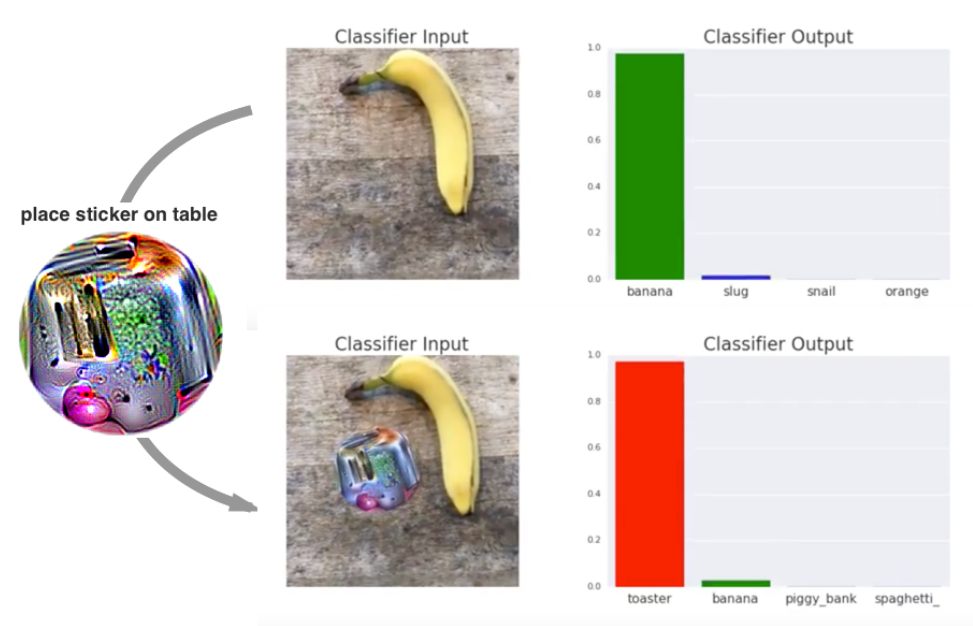 Classifier Input
Classifier Output
1.0
0.8
0.6
0.4
0.2
0.0
banana slug snail orange
place sticker on table
Classifier Input
Classifier Output
1.0
0.8
0.6
0.4
0.2
0.0
toaster banana piggy_bank spaghetti_